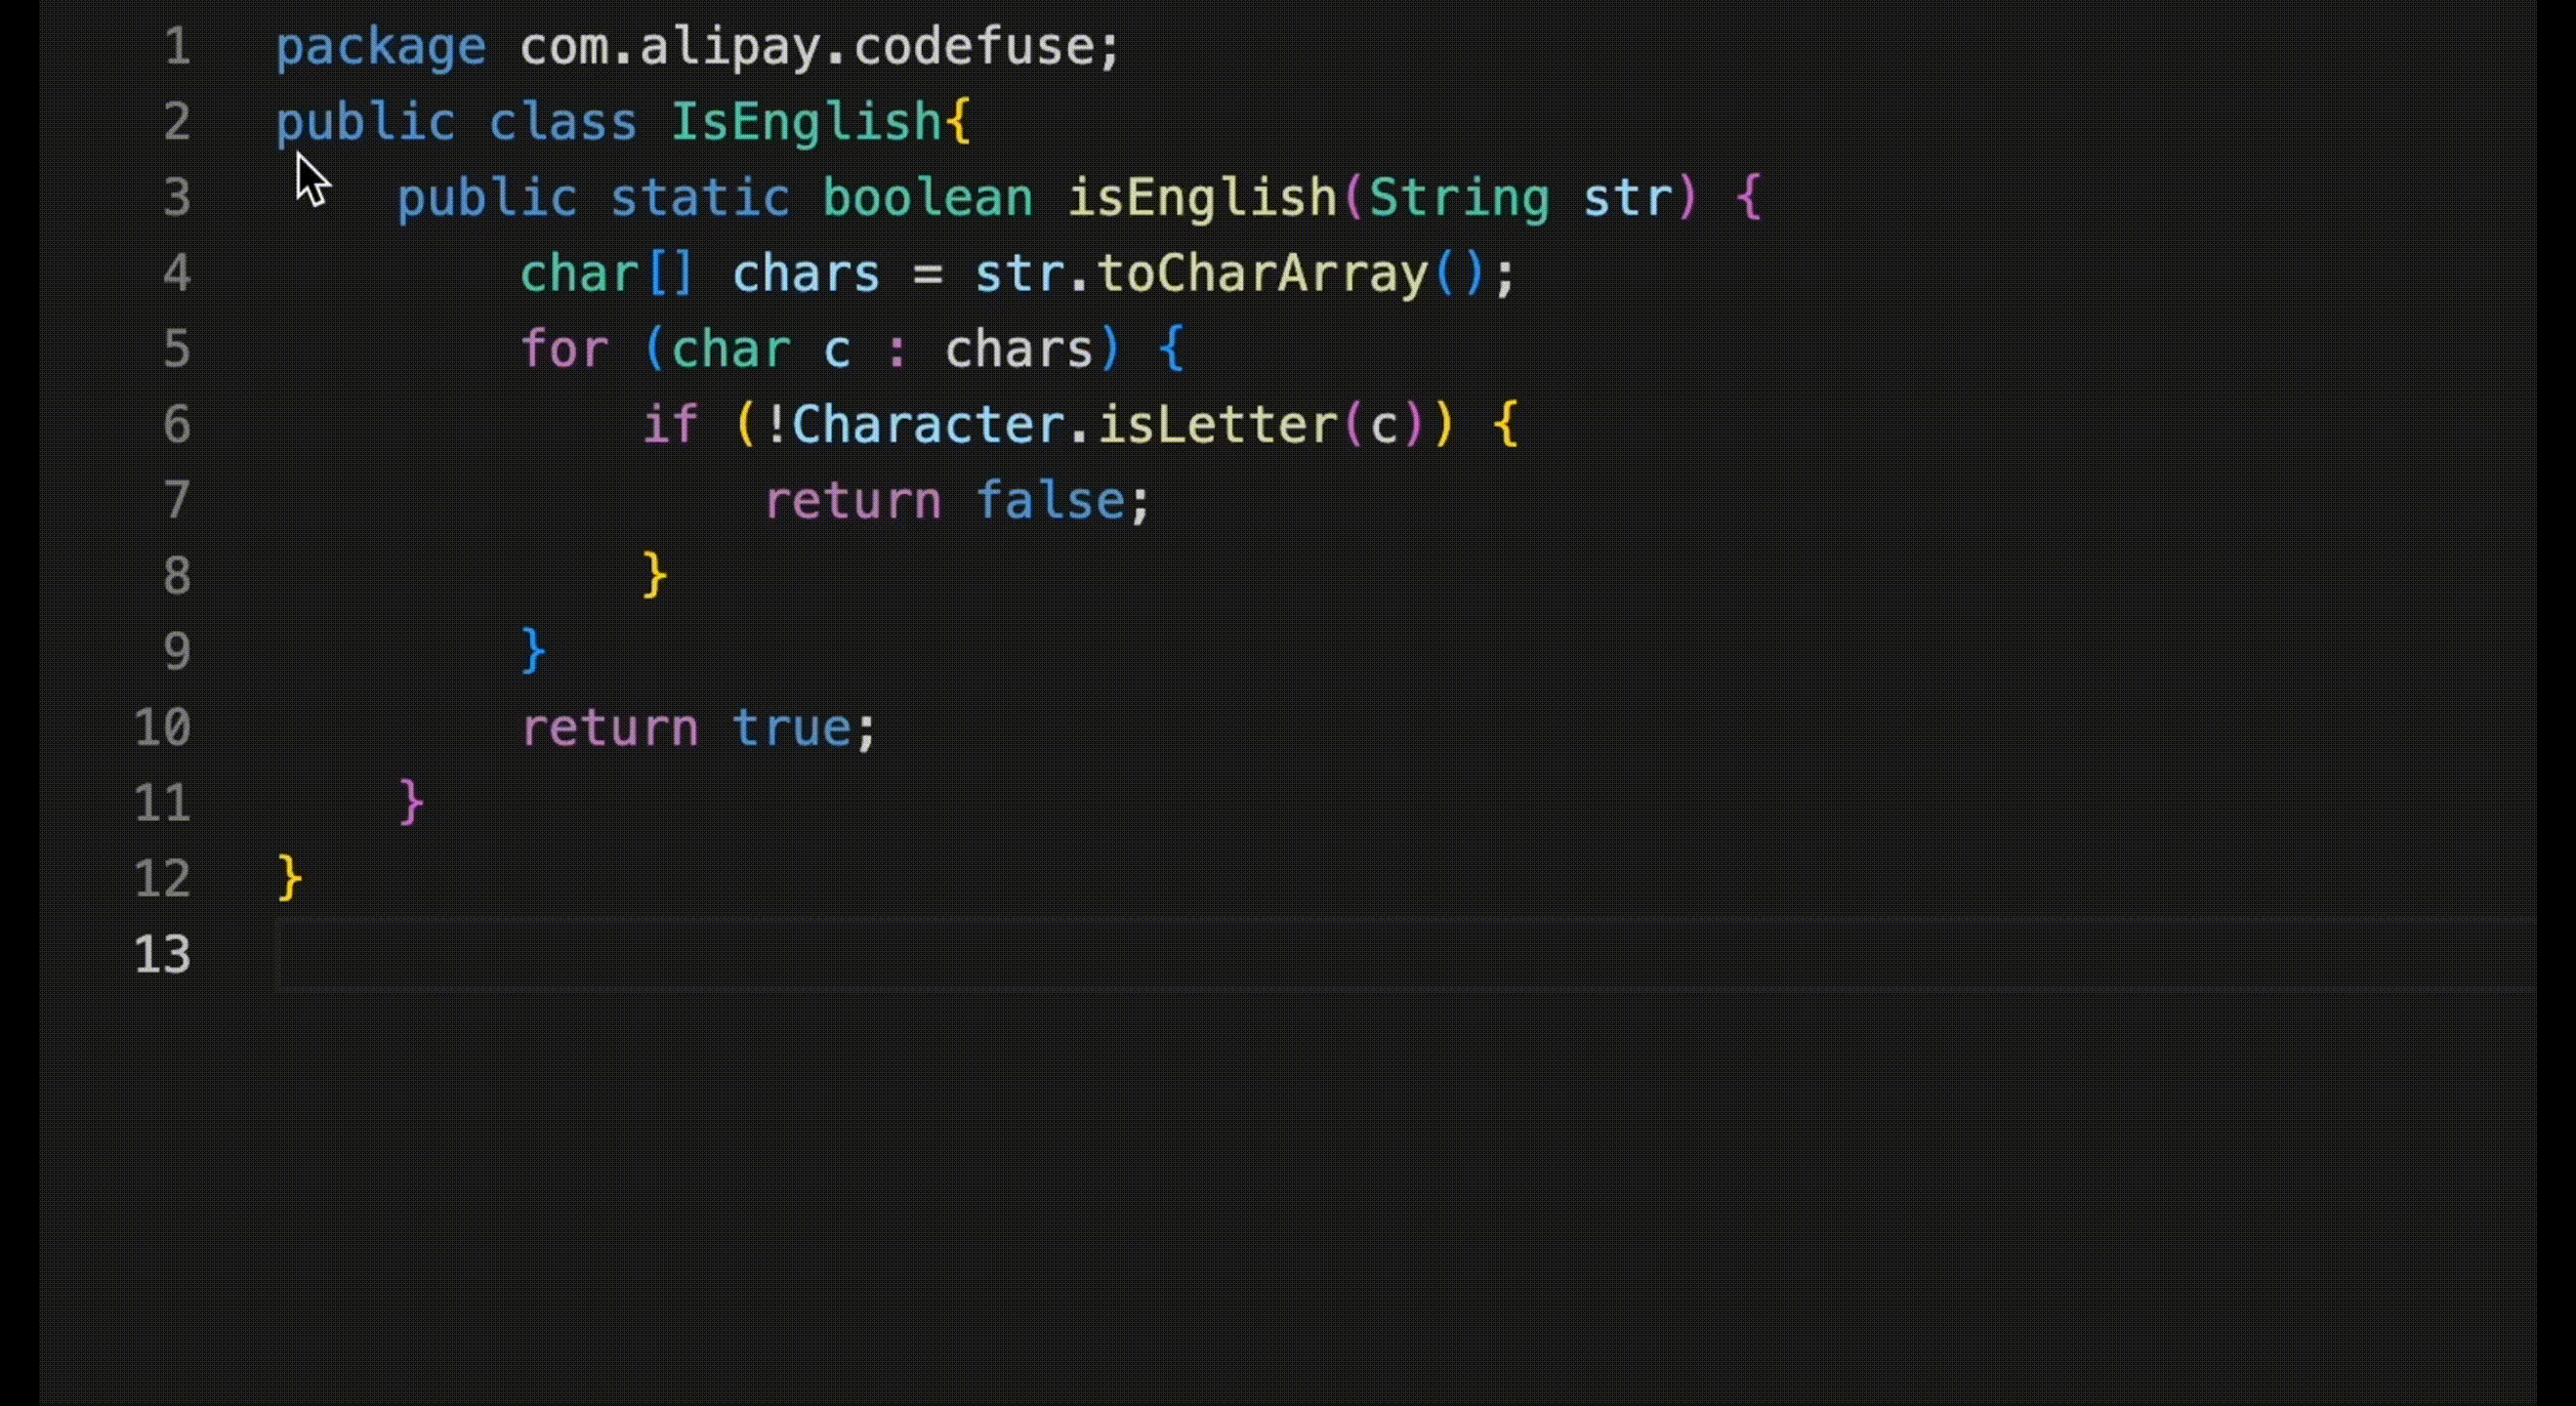 1 package com.alipay.codefuse;
2 public class IsEnglish{
3     public static boolean isEnglish(String str) {
4         char[] chars = str.toCharArray();
5         for (char c : chars) {
6             if (!Character.isLetter(c)) {
7                 return false;
8             }
9         }
10         return true;
11     }
12 }
13